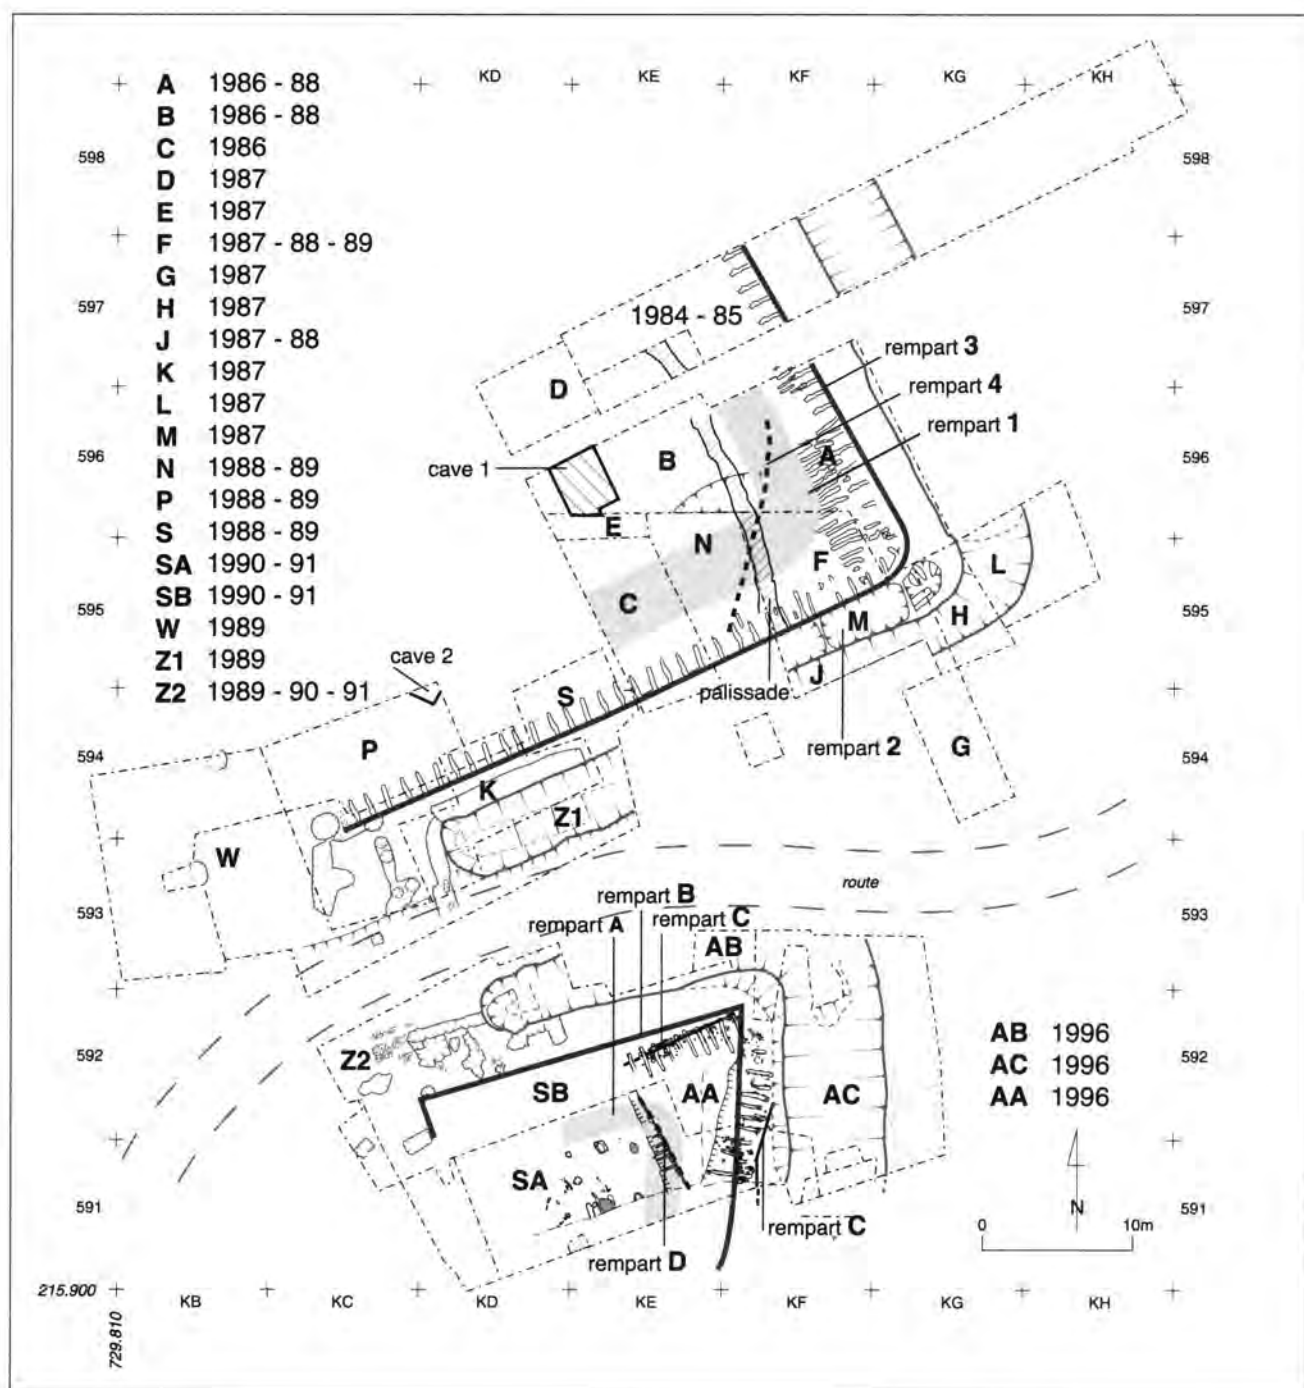 KD KE KF KG KH
A 1986 - 88
B 1986 - 88
C 1986
D 1987
E 1987
F 1987 - 88 - 89
G 1987
H 1987
J 1987 - 88
K 1987
L 1987
M 1987
N 1988 - 89
P 1988 - 89
S 1988 - 89
SA 1990 - 91
SB 1990 - 91
W 1989
Z1 1989
Z2 1989 - 90 - 91
598 598
597 597
1984 - 85
rempart 3
D
rempart 4
rempart 1
596 596
cave 1
B
A
E
N
F
L
C
595 595
M
H
cave 2
S
palissade
J
P
rempart 2
G
594 594
K
Z1
W
route
rempart B
593 593
rempart A
rempart C
AB
AB 1996
Z2
592 592
AC 1996
SB
AA
AC
AA 1996
SA
591 591
N
rempart C
0 10m
rempart D
215.900
KB KC KD KE KF KG KH
729.810